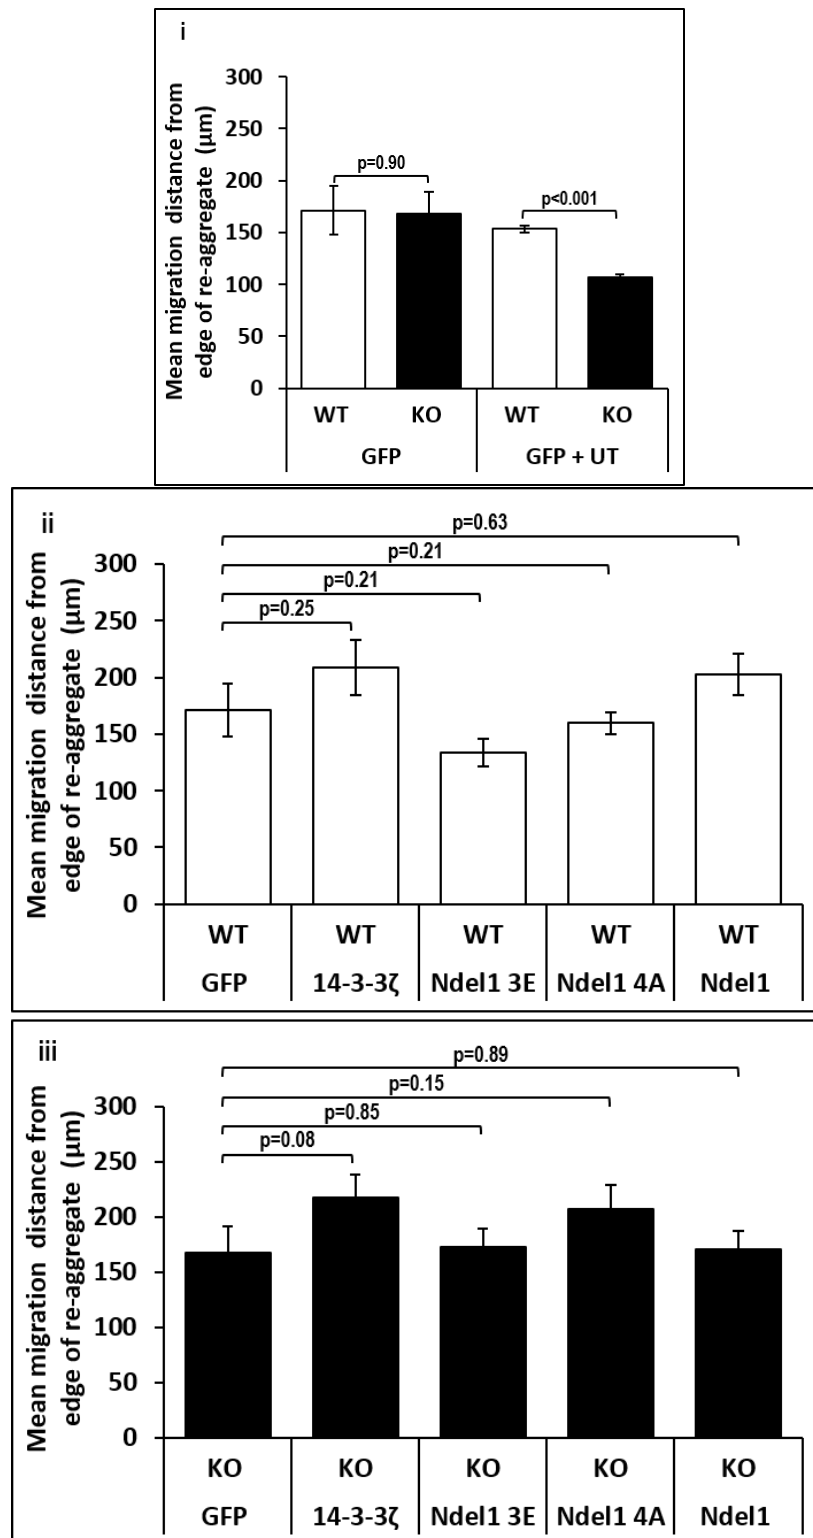 i
Mean migration distance from
edge of re-aggregate (µm)
300
250
200
150
100
50
0
p=0.90
p<0.001
WT KO WT KO
GFP GFP + UT
ii
Mean migration distance from
edge of re-aggregate (µm)
300
250
200
150
100
50
0
p=0.63
p=0.21
p=0.21
p=0.25
WT WT WT WT WT
GFP 14-3-3ζ Ndel1 3E Ndel1 4A Ndel1
iii
Mean migration distance from
edge of re-aggregate (µm)
300
250
200
150
100
50
0
p=0.89
p=0.15
p=0.85
p=0.08
KO KO KO KO KO
GFP 14-3-3ζ Ndel1 3E Ndel1 4A Ndel1